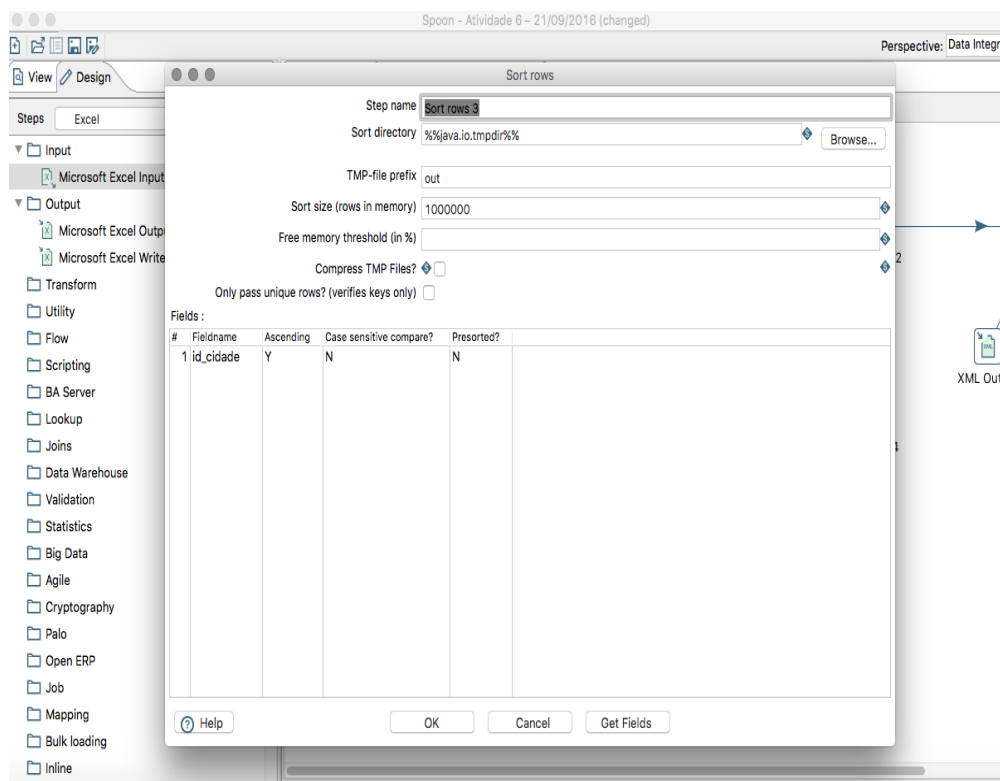 Spoon - Atividade 6 – 21/09/2016 (changed)
Perspective: Data Integr
View Design
Steps Excel
Input
Microsoft Excel Input
Output
Microsoft Excel Outp
Microsoft Excel Write
Transform
Utility
Flow
Scripting
BA Server
Lookup
Joins
Data Warehouse
Validation
Statistics
Big Data
Agile
Cryptography
Palo
Open ERP
Job
Mapping
Bulk loading
Inline
Sort rows
Step name Sort rows 3
Sort directory %%java.io.tmpdir%% Browse...
TMP-file prefix out
Sort size (rows in memory) 1000000
Free memory threshold (in %)
Compress TMP Files?
Only pass unique rows? (verifies keys only)
Fields :
# Fieldname Ascending Case sensitive compare? Presorted?
1 id_cidade Y N N
Help OK Cancel Get Fields
2
XML Out